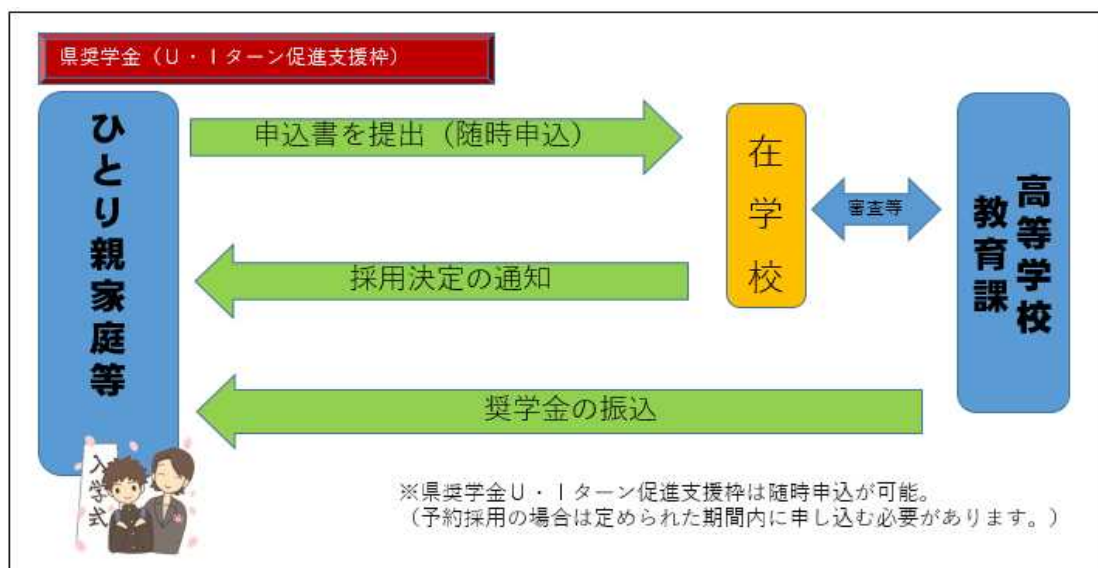 県奨学金（Ｕ・Ｉターン促進支援枠）
ひとり親家庭等
申込書を提出（随時申込）
在学校
審査等
高等学校
教育課
採用決定の通知
奨学金の振込
入学式
※県奨学金Ｕ・Ｉターン促進支援枠は随時申込が可能。
（予約採用の場合は定められた期間内に申し込む必要があります。）